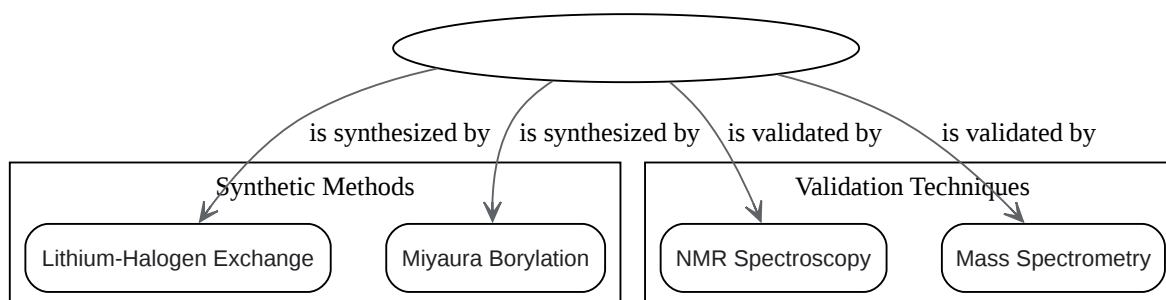 is synthesized by
is synthesized by
is validated by
is validated by
Synthetic Methods
Validation Techniques
Lithium-Halogen Exchange
Miyaura Borylation
NMR Spectroscopy
Mass Spectrometry